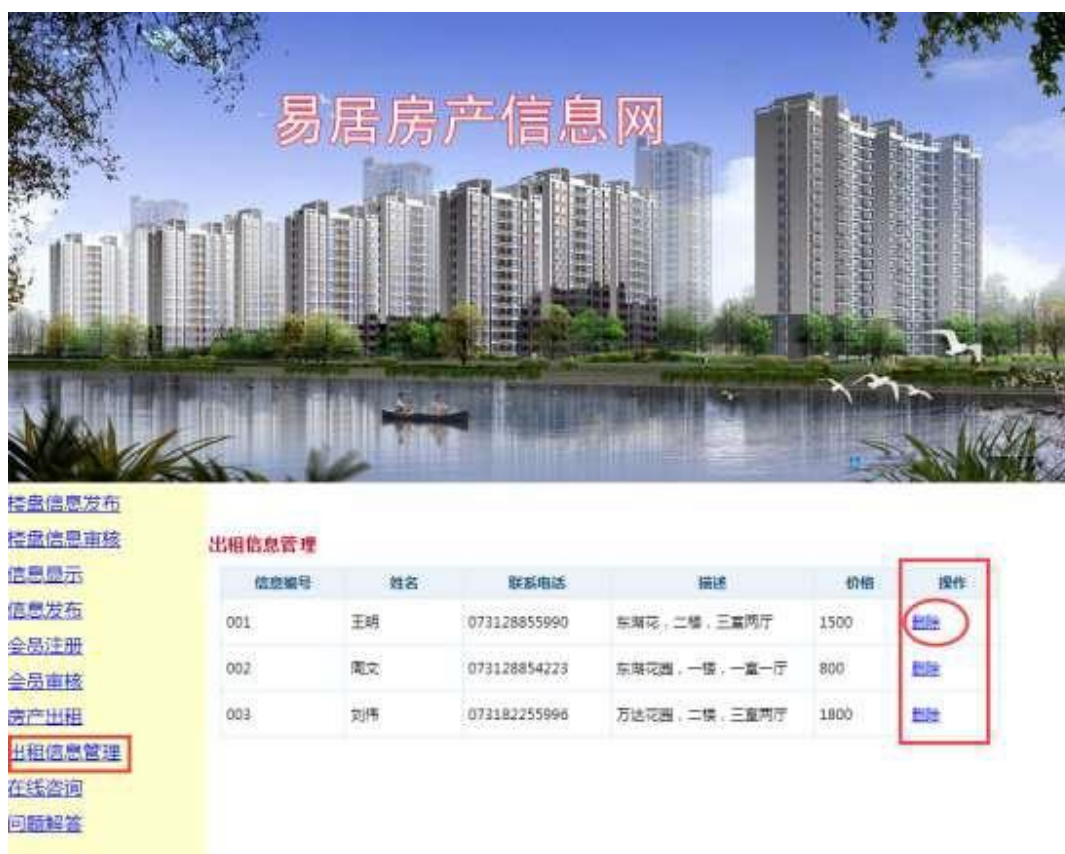 易居房产信息网
楼盘信息发布
楼盘信息审核
信息显示
信息发布
会员注册
会员审核
房产出租
出租信息管理
在线咨询
问题解答
出租信息管理
信息编号 姓名 联系电话 描述 价格 操作
001 王明 073128855990 东湖花，二楼，三室两厅 1500 删除
002 周文 073128854223 东湖花园，一楼，一室一厅 800 删除
003 刘伟 073182255996 万达花园，二楼，三室两厅 1800 删除